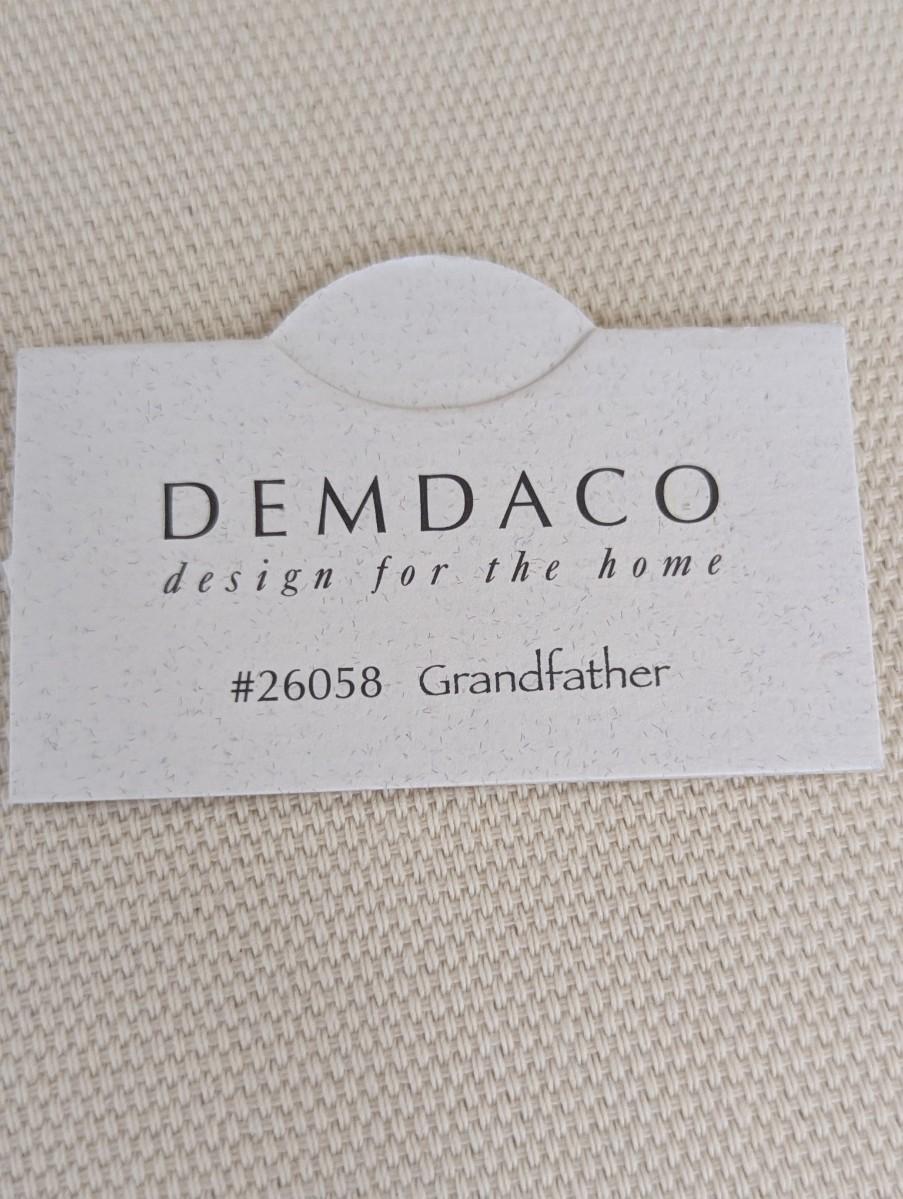 DEMDACO
design for the home
#26058 Grandfather